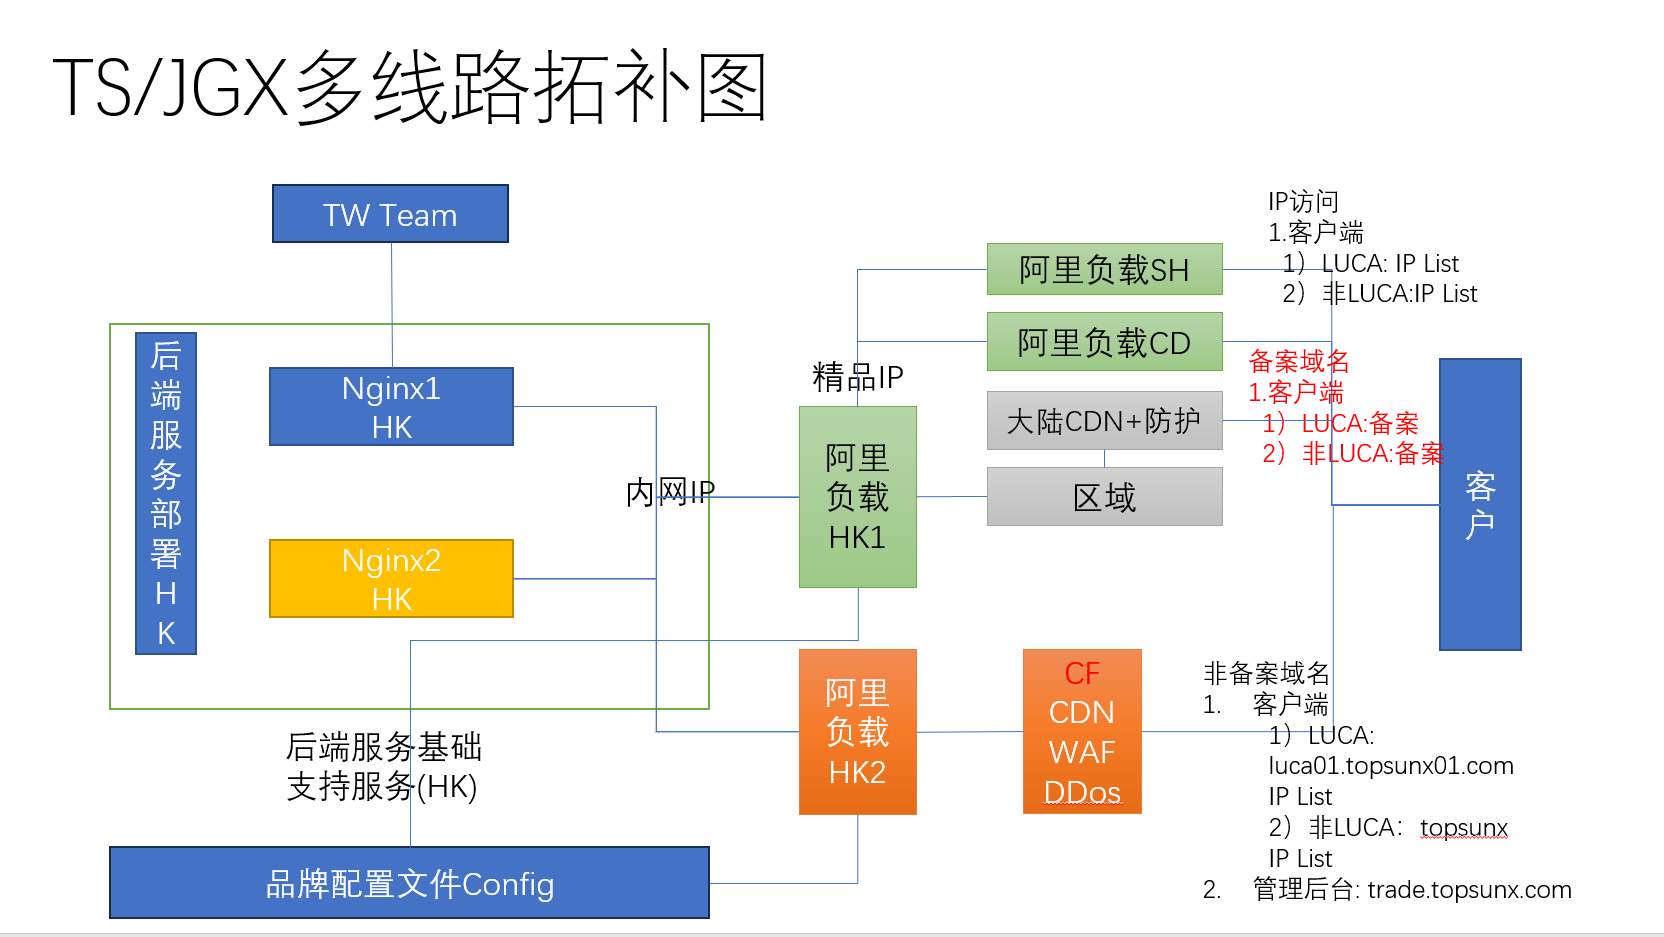 TS/JGX多线路拓补图
TW Team
后
端
服
务
部
署
H
K
Nginx1
HK
Nginx2
HK
内网IP
后端服务基础
支持服务(HK)
品牌配置文件Config
精品IP
阿里
负载
HK1
阿里
负载
HK2
阿里负载SH
阿里负载CD
大陆CDN+防护
区域
CF
CDN
WAF
DDos
IP访问
1.客户端
1）LUCA: IP List
2）非LUCA:IP List
备案域名
1.客户端
1）LUCA:备案
2）非LUCA:备案
客
户
非备案域名
1. 客户端
1）LUCA:
luca01.topsunx01.com
IP List
2）非LUCA：topsunx
IP List
2. 管理后台: trade.topsunx.com